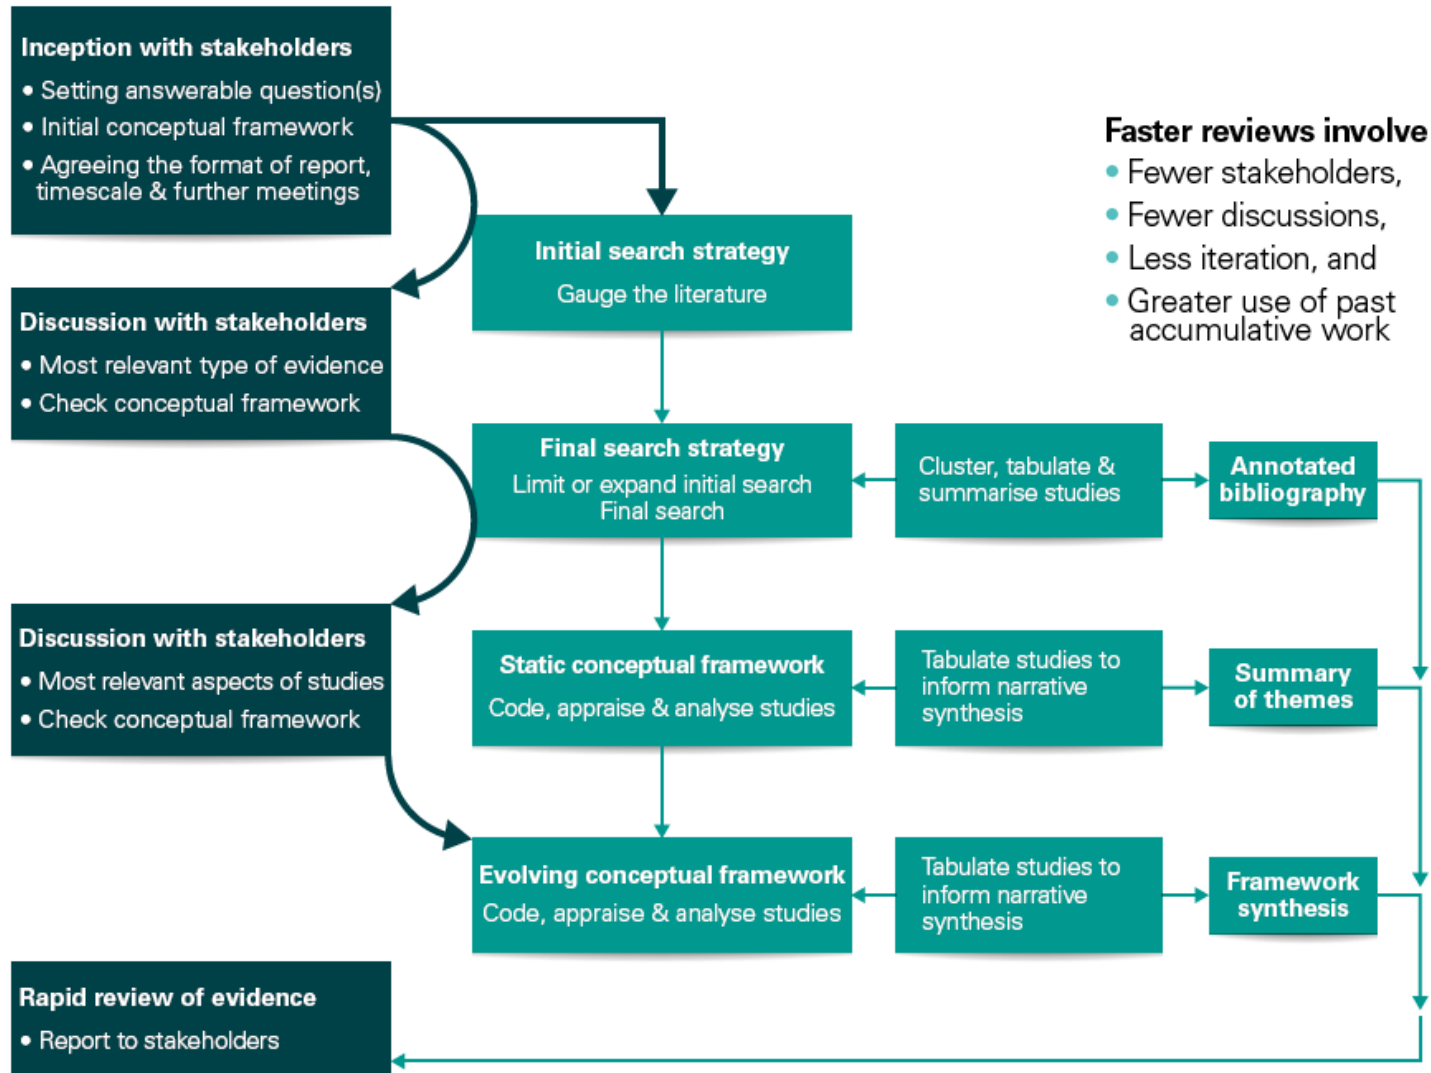 Inception with stakeholders
• Setting answerable question(s)
• Initial conceptual framework
• Agreeing the format of report,
timescale & further meetings
Faster reviews involve
• Fewer stakeholders,
• Fewer discussions,
• Less iteration, and
• Greater use of past
accumulative work
Initial search strategy
Gauge the literature
Discussion with stakeholders
• Most relevant type of evidence
• Check conceptual framework
Final search strategy
Limit or expand initial search
Final search
Cluster, tabulate &
summarise studies
Annotated
bibliography
Discussion with stakeholders
• Most relevant aspects of studies
• Check conceptual framework
Static conceptual framework
Code, appraise & analyse studies
Tabulate studies to
inform narrative
synthesis
Summary
of themes
Evolving conceptual framework
Code, appraise & analyse studies
Tabulate studies to
inform narrative
synthesis
Framework
synthesis
Rapid review of evidence
• Report to stakeholders